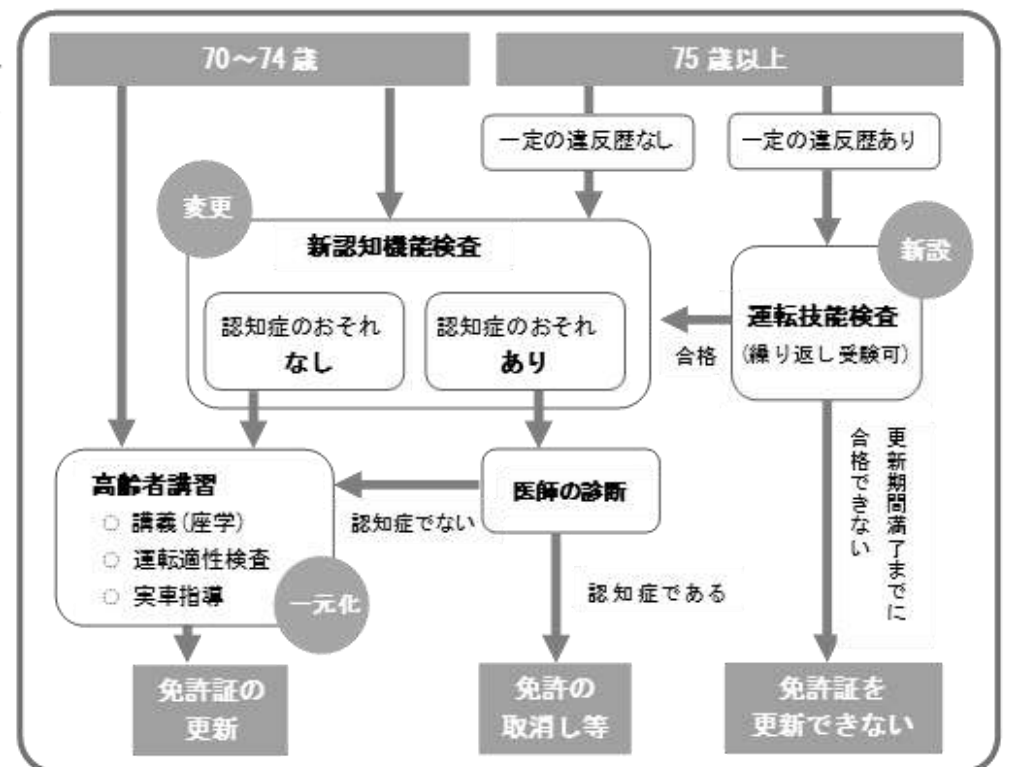 70～74歳
75歳以上
一定の違反歴なし
一定の違反歴あり
変更
新認知機能検査
新設
認知症のおそれ
なし
認知症のおそれ
あり
合格
運転技能検査
(繰り返し受験可)
高齢者講習
○ 講義(座学)
○ 運転適性検査
○ 実車指導
一元化
認知症でない
医師の診断
認知症である
更新期間満了までに
合格できない
免許証の
更新
免許の
取消し等
免許証を
更新できない